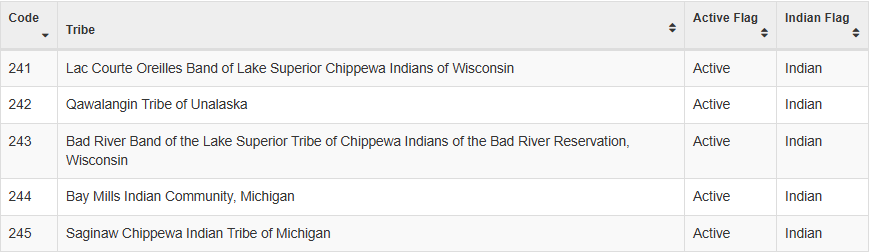 Code Tribe Active Flag Indian Flag
241 Lac Courte Oreilles Band of Lake Superior Chippewa Indians of Wisconsin Active Indian
242 Qawalangin Tribe of Unalaska Active Indian
243 Bad River Band of the Lake Superior Tribe of Chippewa Indians of the Bad River Reservation, Active Indian
Wisconsin
244 Bay Mills Indian Community, Michigan Active Indian
245 Saginaw Chippewa Indian Tribe of Michigan Active Indian